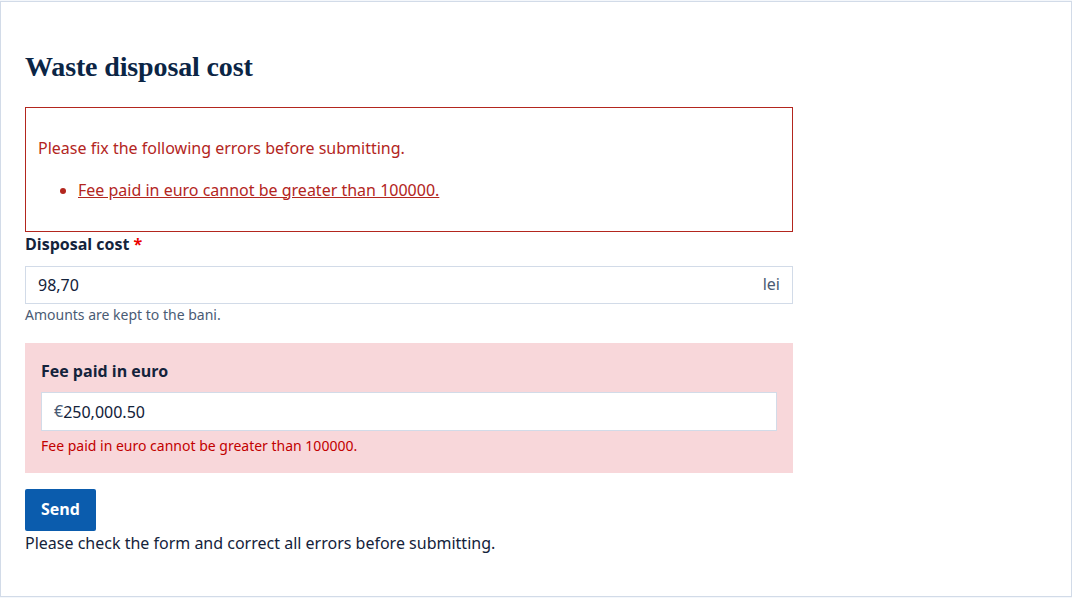 Waste disposal cost
Please fix the following errors before submitting.
Fee paid in euro cannot be greater than 100000.
Disposal cost *
98,70 lei
Amounts are kept to the bani.
Fee paid in euro
€250,000.50
Fee paid in euro cannot be greater than 100000.
Send
Please check the form and correct all errors before submitting.